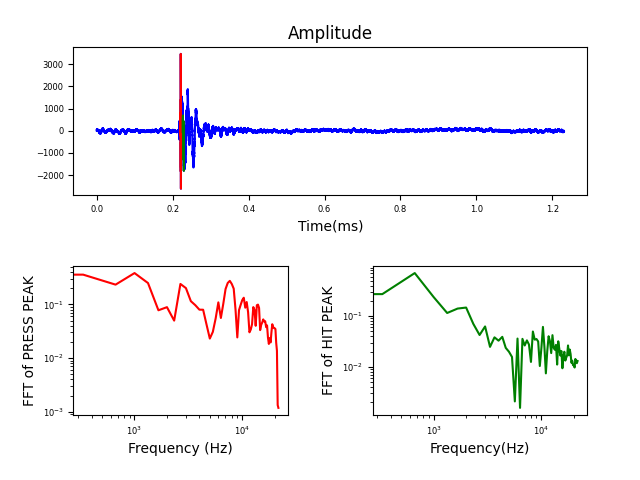 Amplitude
3000
2000
1000
0
−1000
−2000
0.0 0.2 0.4 0.6 0.8 1.0 1.2
Time(ms)
FFT of PRESS PEAK
10⁻¹
10⁻²
10⁻³
10³ 10⁴
Frequency (Hz)
FFT of HIT PEAK
10⁻¹
10⁻²
10³ 10⁴
Frequency(Hz)